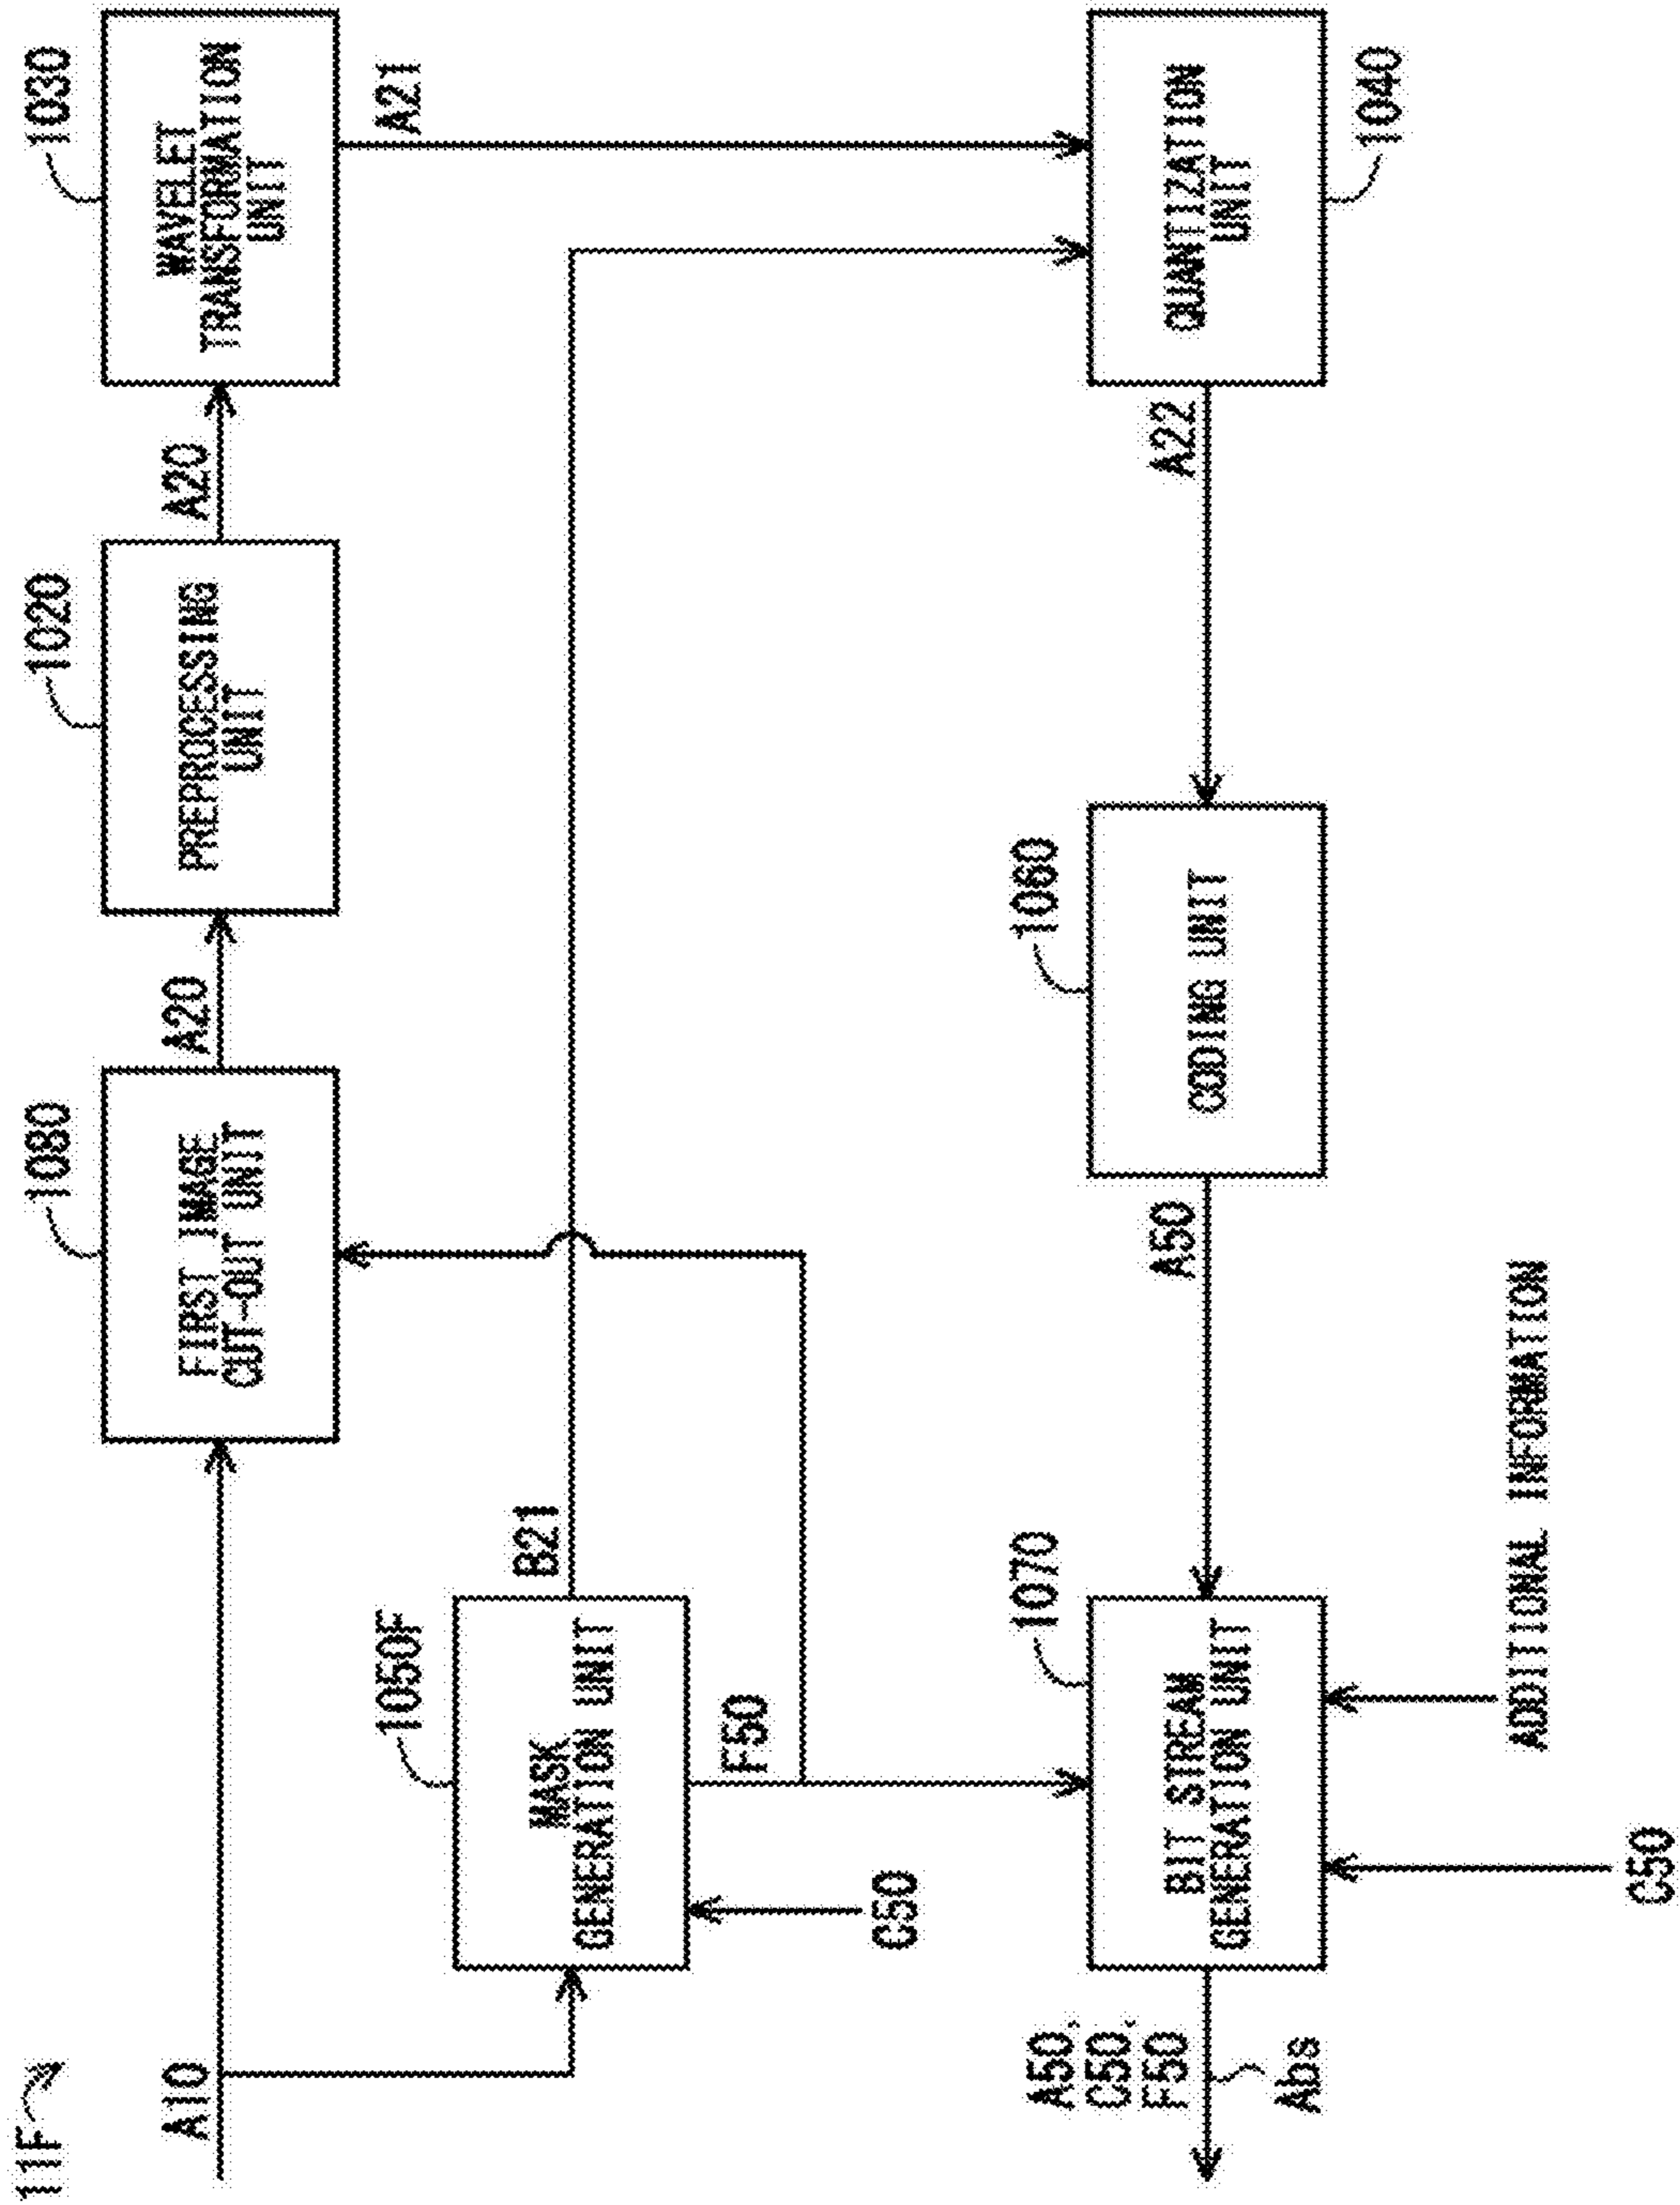 11F
A10
1080
FIRST IMAGE
CUT-OUT UNIT
A20
1020
PREPROCESSING
UNIT
A20
1030
WAVELET
TRANSFORMATION
UNIT
A21
1050F
MASK
GENERATION UNIT
B21
F50
C50
1070
BIT STREAM
GENERATION UNIT
A50
1060
CODING UNIT
A22
QUANTIZATION
UNIT
1040
A50,
C50,
F50
Abs
C50
ADDITIONAL INFORMATION